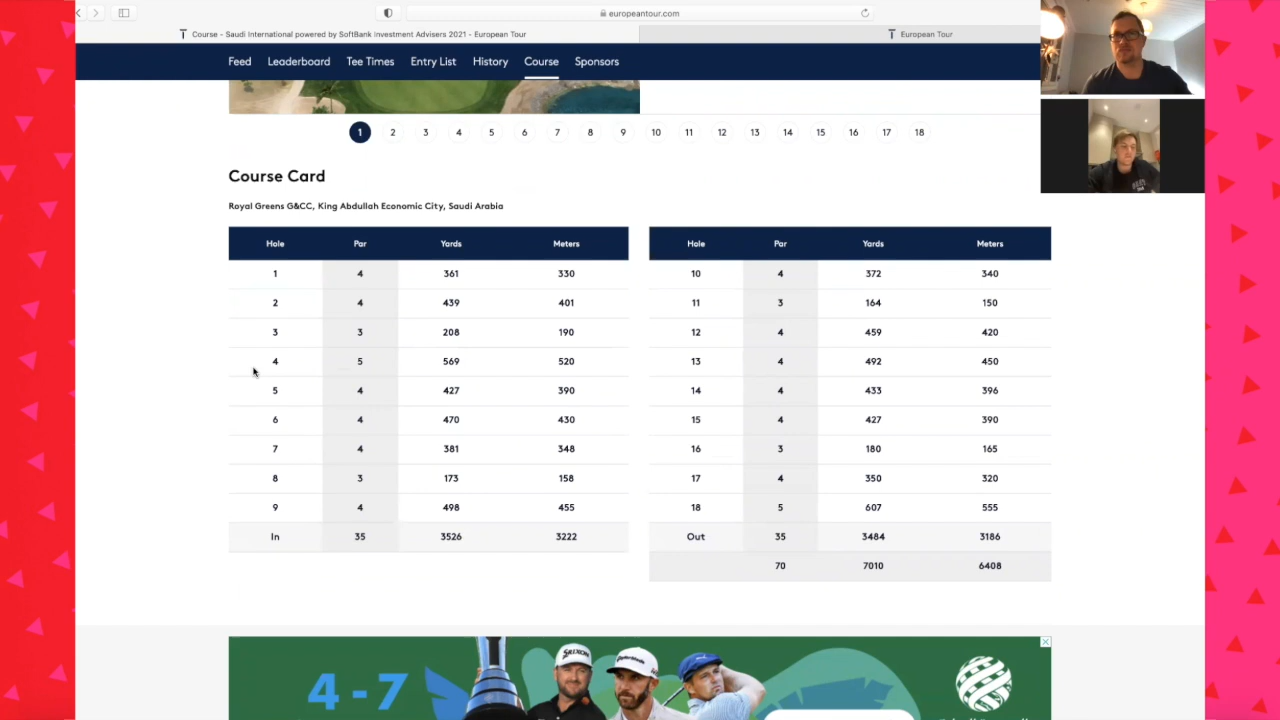 europeantour.com
Course - Saudi International powered by SoftBank Investment Advisers 2021 - European Tour
European Tour
Feed Leaderboard Tee Times Entry List History Course Sponsors
1 2 3 4 5 6 7 8 9 10 11 12 13 14 15 16 17 18
Course Card
Royal Greens G&CC, King Abdullah Economic City, Saudi Arabia
Hole Par Yards Meters
1 4 361 330
2 4 439 401
3 3 208 190
4 5 569 520
5 4 427 390
6 4 470 430
7 4 381 348
8 3 173 158
9 4 498 455
In 35 3526 3222
Hole Par Yards Meters
10 4 372 340
11 3 164 150
12 4 459 420
13 4 492 450
14 4 433 396
15 4 427 390
16 3 180 165
17 4 350 320
18 5 607 555
Out 35 3484 3186
70 7010 6408
4 - 7
SRIXON
TaylorMade